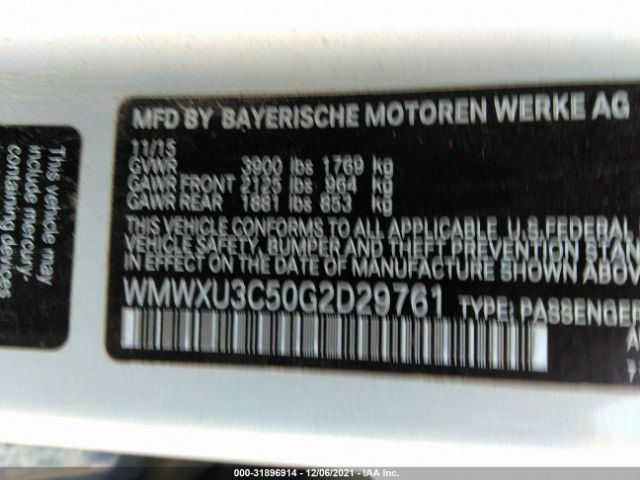 This vehicle may
include mercury-
containing devices
MFD BY BAYERISCHE MOTOREN WERKE AG
11/15
GVWR 3900 lbs 1769 kg
GAWR FRONT 2125 lbs 964 kg
GAWR REAR 1881 lbs 853 kg
THIS VEHICLE CONFORMS TO ALL APPLICABLE U.S.FEDERAL
VEHICLE SAFETY, BUMPER AND THEFT PREVENTION STAN
IN EFFECT ON THE DATE OF MANUFACTURE SHOWN ABOV
WMWXU3C50G2D29761 TYPE: PASSENGER
000-31896914 - 12/06/2021 - IAA Inc.